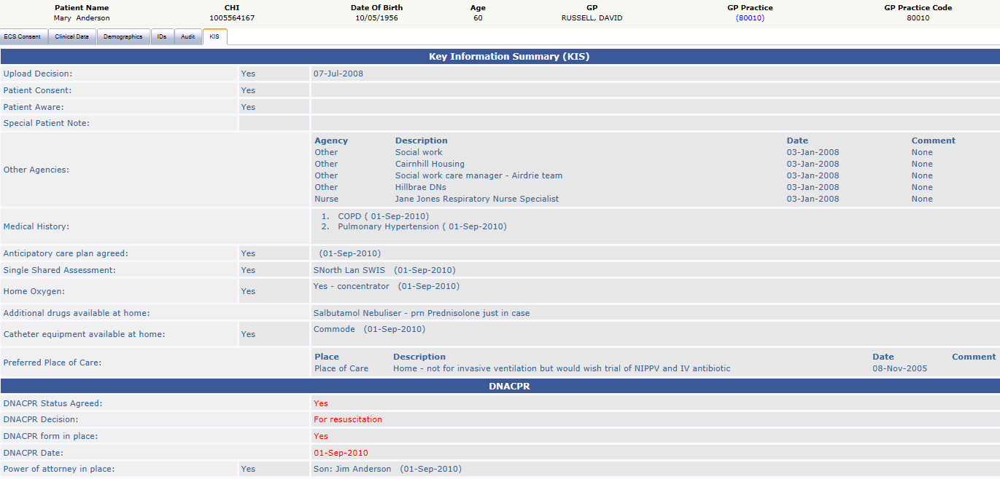 Patient Name CHI Date Of Birth Age GP GP Practice GP Practice Code
Mary Anderson 1005564167 10/05/1956 60 RUSSELL, DAVID (80010) 80010
ECS Consent Clinical Data Demographics IDs Audit KIS
Key Information Summary (KIS)
Upload Decision: Yes 07-Jul-2008
Patient Consent: Yes
Patient Aware: Yes
Special Patient Note:
Other Agencies:
Agency Description Date Comment
Other Social work 03-Jan-2008 None
Other Cairnhill Housing 03-Jan-2008 None
Other Social work care manager - Airdrie team 03-Jan-2008 None
Other Hillbrae DNs 03-Jan-2008 None
Nurse Jane Jones Respiratory Nurse Specialist 03-Jan-2008 None
Medical History:
1. COPD ( 01-Sep-2010)
2. Pulmonary Hypertension ( 01-Sep-2010)
Anticipatory care plan agreed: Yes (01-Sep-2010)
Single Shared Assessment: Yes SNorth Lan SWIS (01-Sep-2010)
Home Oxygen: Yes Yes - concentrator (01-Sep-2010)
Additional drugs available at home: Salbutamol Nebuliser - prn Prednisolone just in case
Catheter equipment available at home: Yes Commode (01-Sep-2010)
Preferred Place of Care:
Place Description Date Comment
Place of Care Home - not for invasive ventilation but would wish trial of NIPPV and IV antibiotic 08-Nov-2005
DNACPR
DNACPR Status Agreed: Yes
DNACPR Decision: For resuscitation
DNACPR form in place: Yes
DNACPR Date: 01-Sep-2010
Power of attorney in place: Yes Son: Jim Anderson (01-Sep-2010)